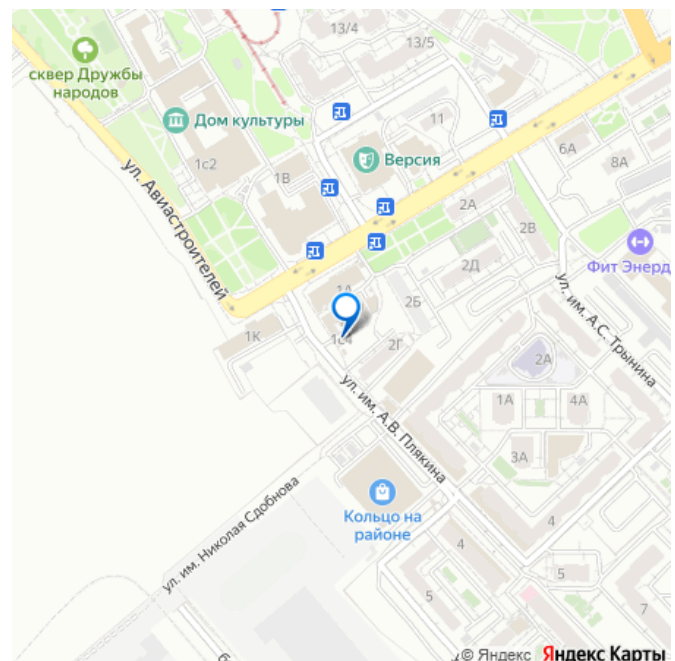 13/4
13/5
сквер Дружбы
народов
Дом культуры
11
1с2
1В
Версия
6А
8А
ул. Авиастроителей
2А
2В
2Д
Фит Энерд
1А
2Б
1К
1с4
2Г
ул. им. А.С. Трынина
2А
ул. им. А.В. Плякина
1А
4А
3А
Кольцо на
районе
ул. им. Николая Сдобнова
4
4
5
5
7
© Яндекс Яндекс Карты